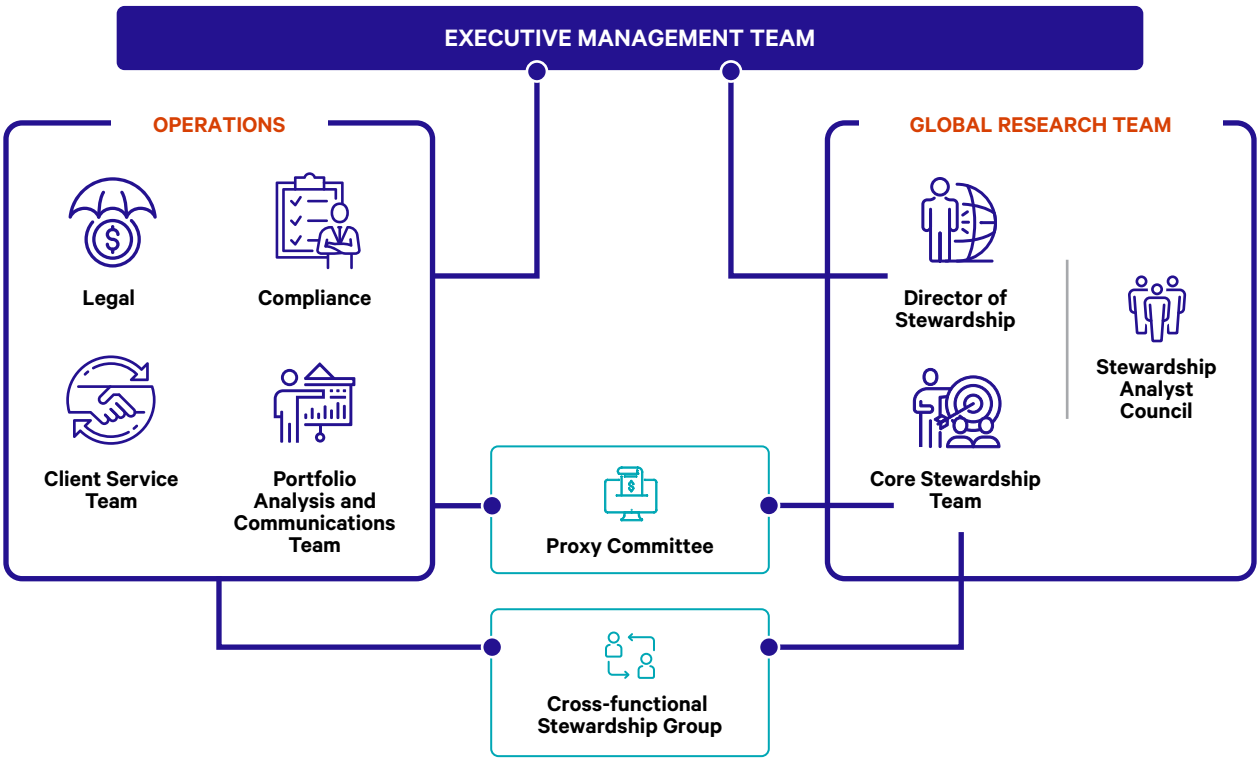 EXECUTIVE MANAGEMENT TEAM
OPERATIONS
Legal
Compliance
Client Service
Team
Portfolio
Analysis and
Communications
Team
GLOBAL RESEARCH TEAM
Director of
Stewardship
Core Stewardship
Team
Stewardship
Analyst
Council
Proxy Committee
Cross-functional
Stewardship Group